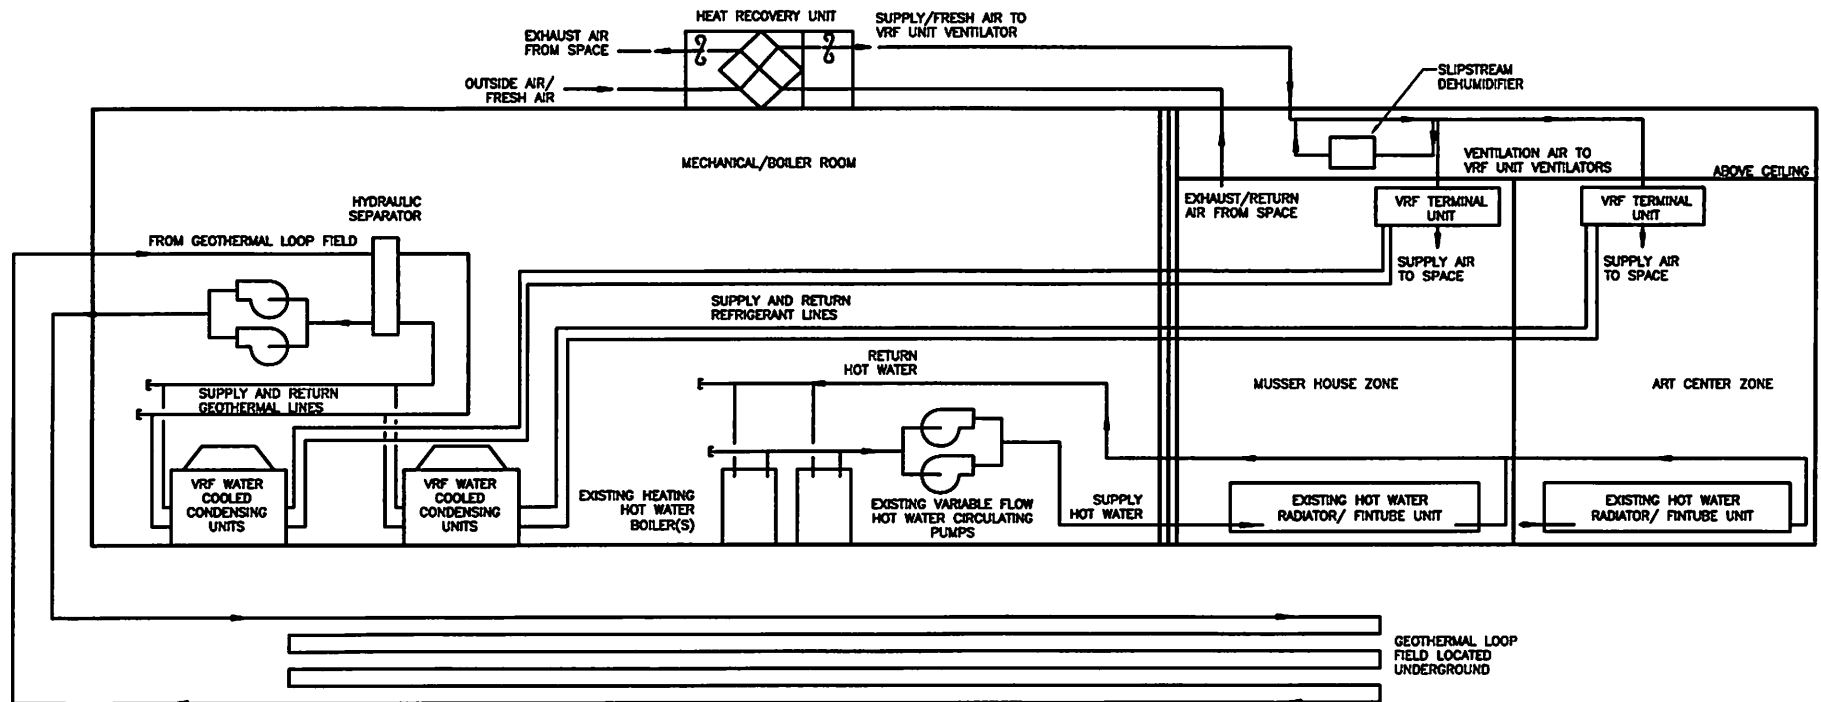 HEAT RECOVERY UNIT
SUPPLY/FRESH AIR TO
VRF UNIT VENTILATOR
EXHAUST AIR
FROM SPACE
OUTSIDE AIR/
FRESH AIR
SLIPSTREAM
DEHUMIDIFIER
MECHANICAL/BOILER ROOM
VENTILATION AIR TO
VRF UNIT VENTILATORS
ABOVE CEILING
HYDRAULIC
SEPARATOR
EXHAUST/RETURN
AIR FROM SPACE
VRF TERMINAL
UNIT
VRF TERMINAL
UNIT
FROM GEOTHERMAL LOOP FIELD
SUPPLY AIR
TO SPACE
SUPPLY AIR
TO SPACE
SUPPLY AND RETURN
REFRIGERANT LINES
RETURN
HOT WATER
SUPPLY AND RETURN
GEOTHERMAL LINES
MUSSER HOUSE ZONE
ART CENTER ZONE
VRF WATER
COOLED
CONDENSING
UNITS
VRF WATER
COOLED
CONDENSING
UNITS
EXISTING HEATING
HOT WATER
BOILER(S)
EXISTING VARIABLE FLOW
HOT WATER CIRCULATING
PUMPS
SUPPLY
HOT WATER
EXISTING HOT WATER
RADIATOR/ FINTUBE UNIT
EXISTING HOT WATER
RADIATOR/ FINTUBE UNIT
GEOTHERMAL LOOP
FIELD LOCATED
UNDERGROUND